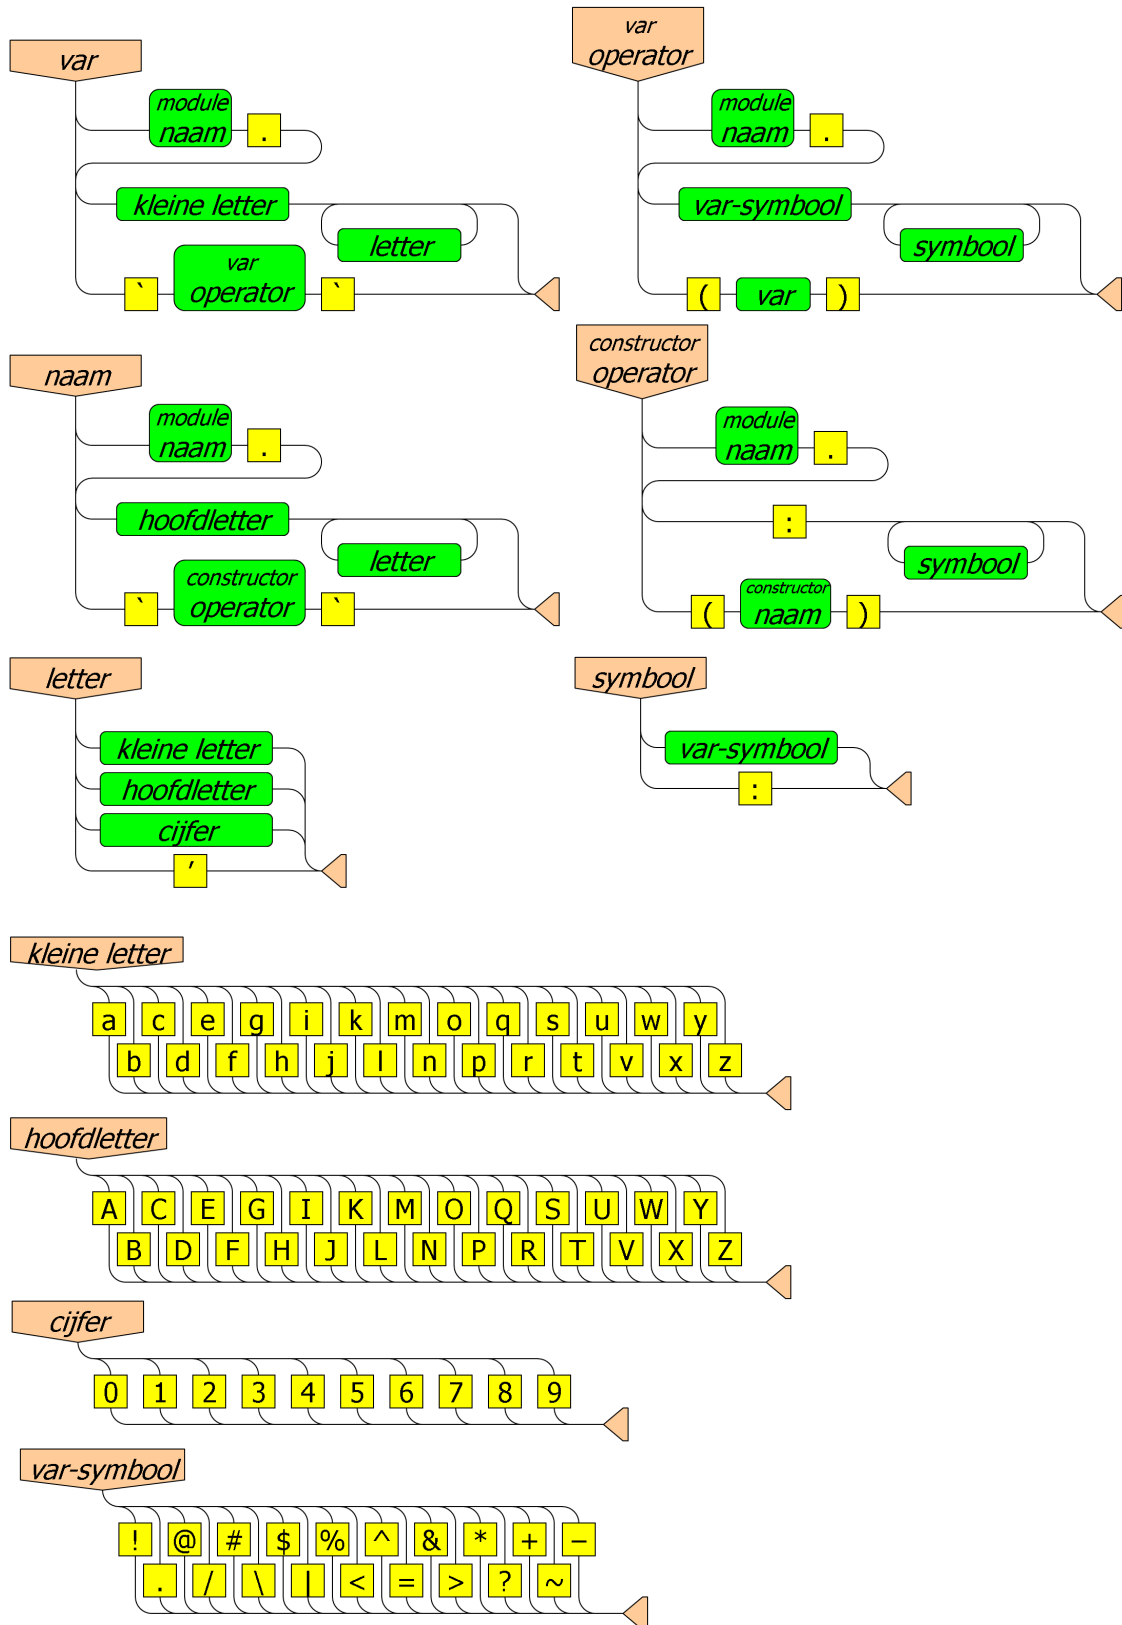 var
module
naam .
kleine letter
letter
` var operator `
var
operator
module
naam .
var-symbool
symbool
( var )
naam
module
naam .
hoofdletter
letter
` constructor operator `
constructor
operator
module
naam .
:
symbool
( constructor naam )
letter
kleine letter
hoofdletter
cijfer
′
symbool
var-symbool
:
kleine letter
a c e g i k m o q s u w y
b d f h j l n p r t v x z
hoofdletter
A C E G I K M O Q S U W Y
B D F H J L N P R T V X Z
cijfer
0 1 2 3 4 5 6 7 8 9
var-symbool
! @ # $ % ^ & * + −
. / \ | < = > ? ~